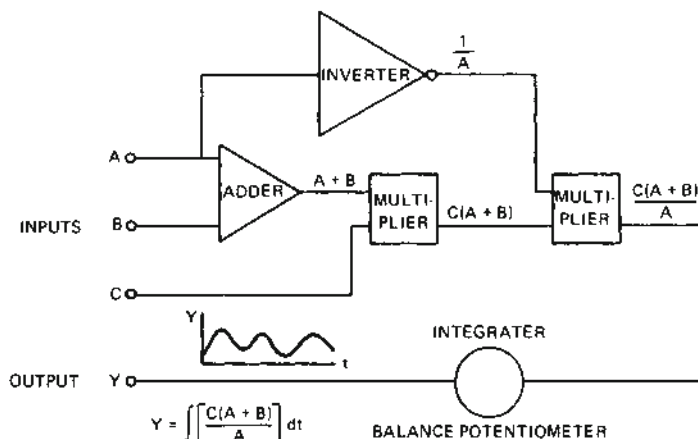 INVERTER
1
A
A
ADDER
A + B
MULTI-
PLIER
C(A + B)
MULTI-
PLIER
C(A + B)
A
INPUTS
B
C
Y
t
INTEGRATER
OUTPUT
Y
Y = ∫[C(A + B)
A] dt
BALANCE POTENTIOMETER